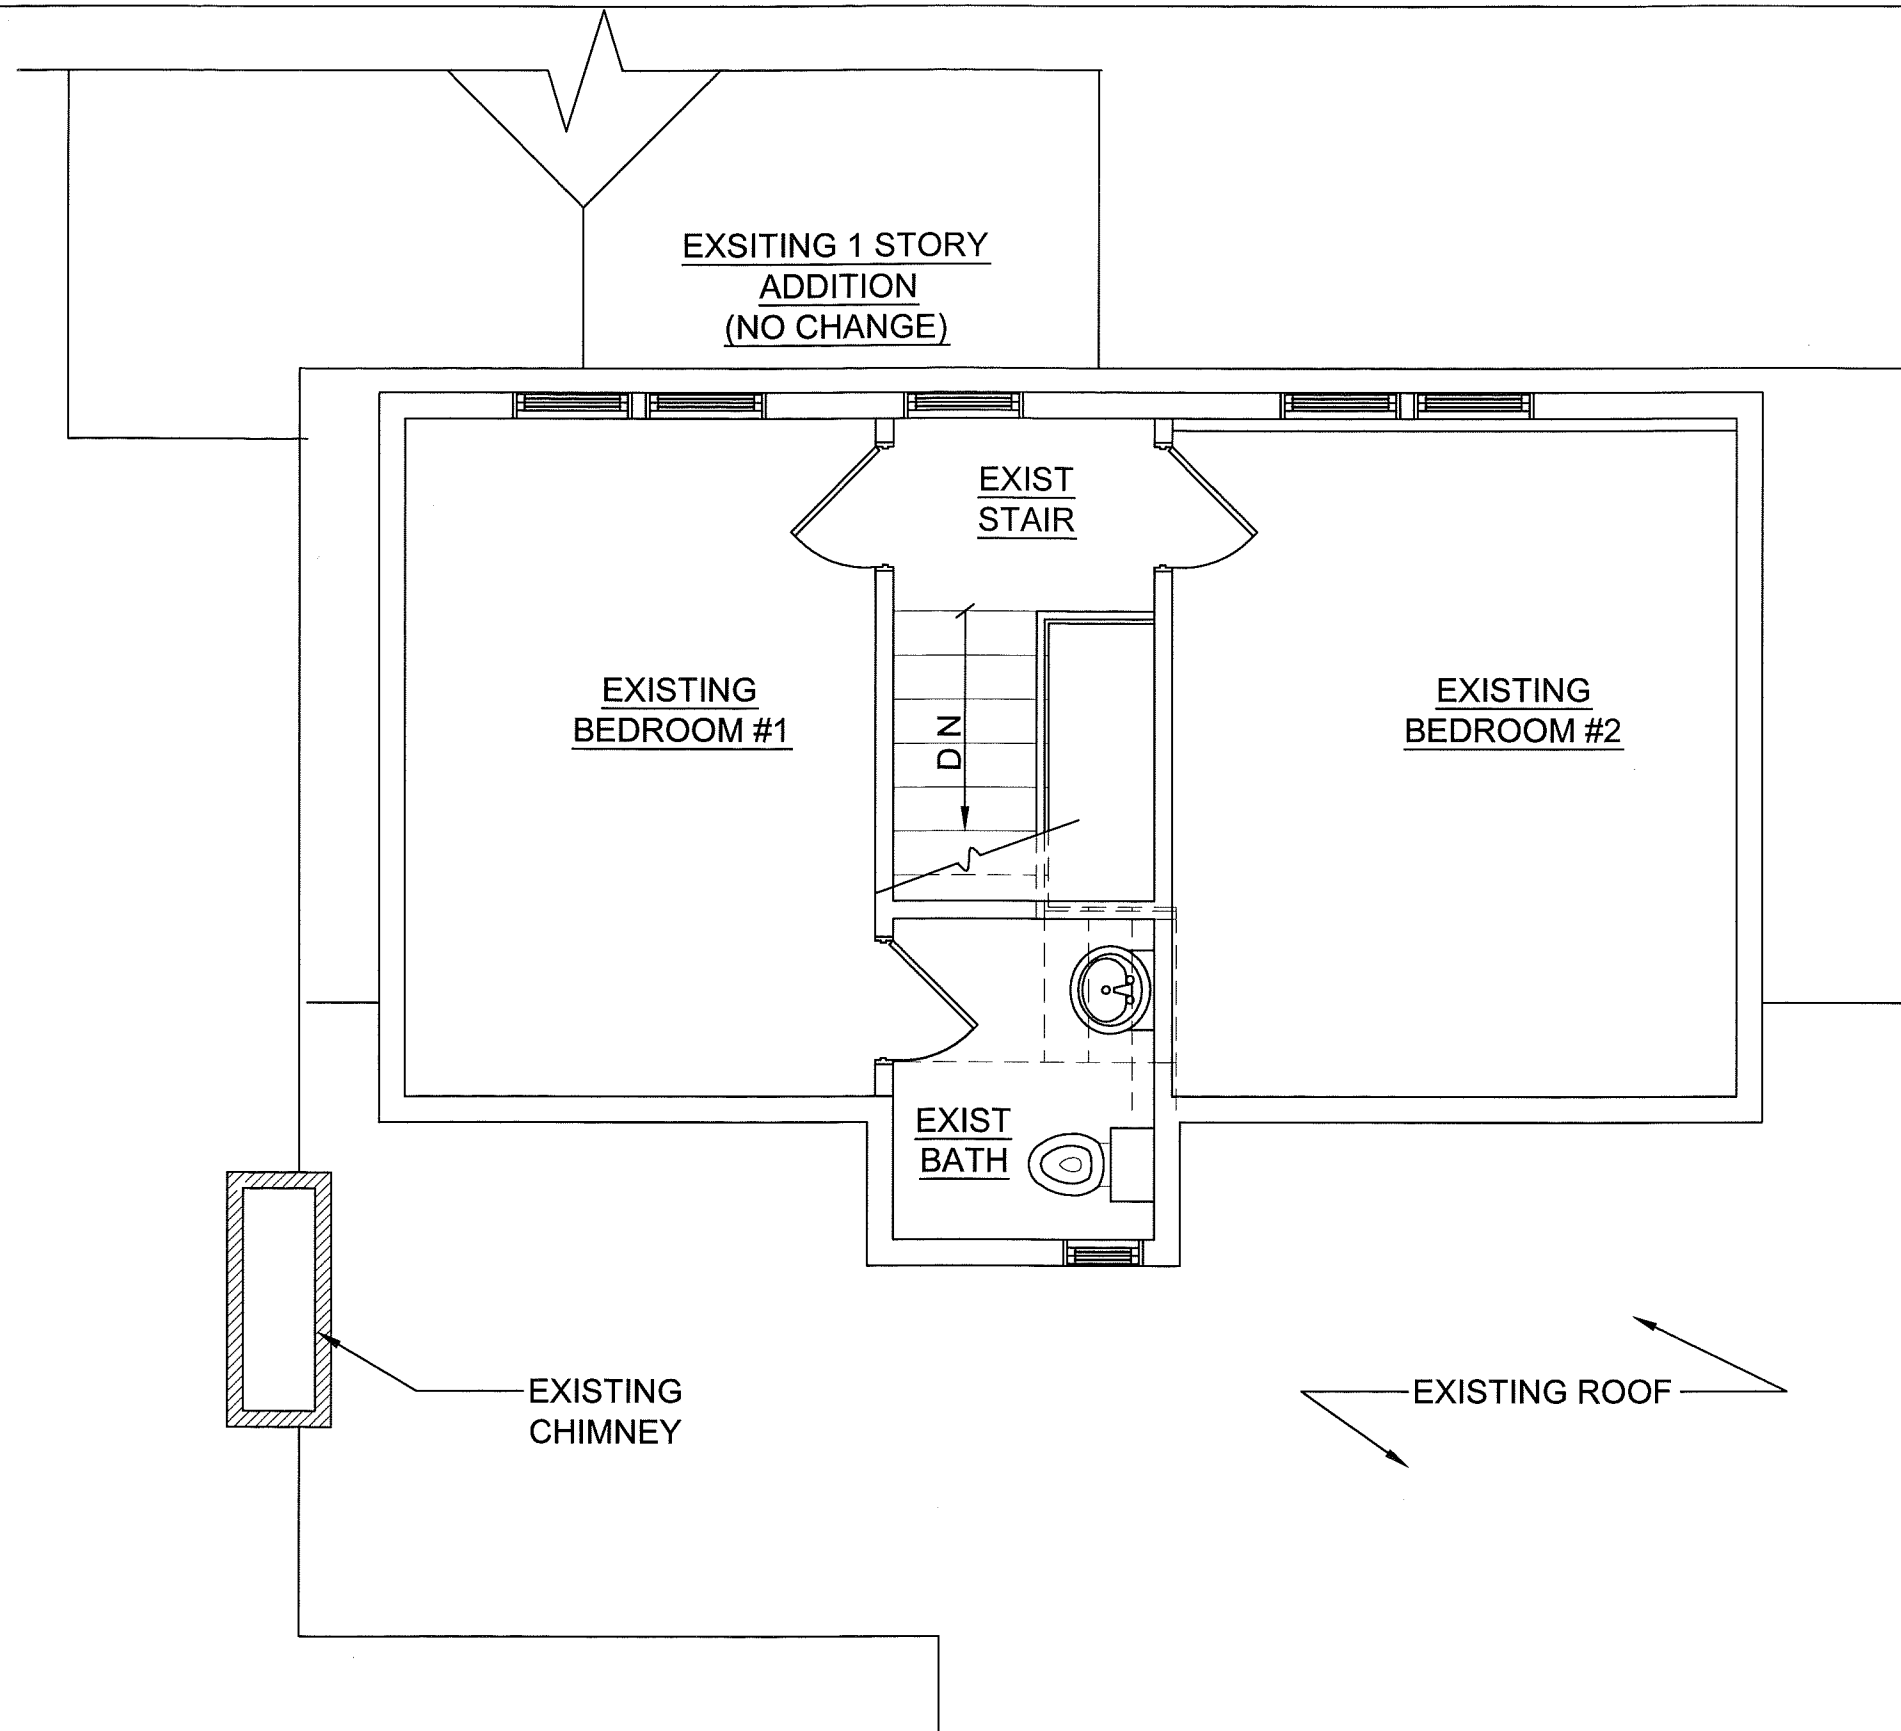 EXSITING 1 STORY
ADDITION
(NO CHANGE)
EXIST
STAIR
EXISTING
BEDROOM #1
DN
EXISTING
BEDROOM #2
EXIST
BATH
EXISTING
CHIMNEY
EXISTING ROOF